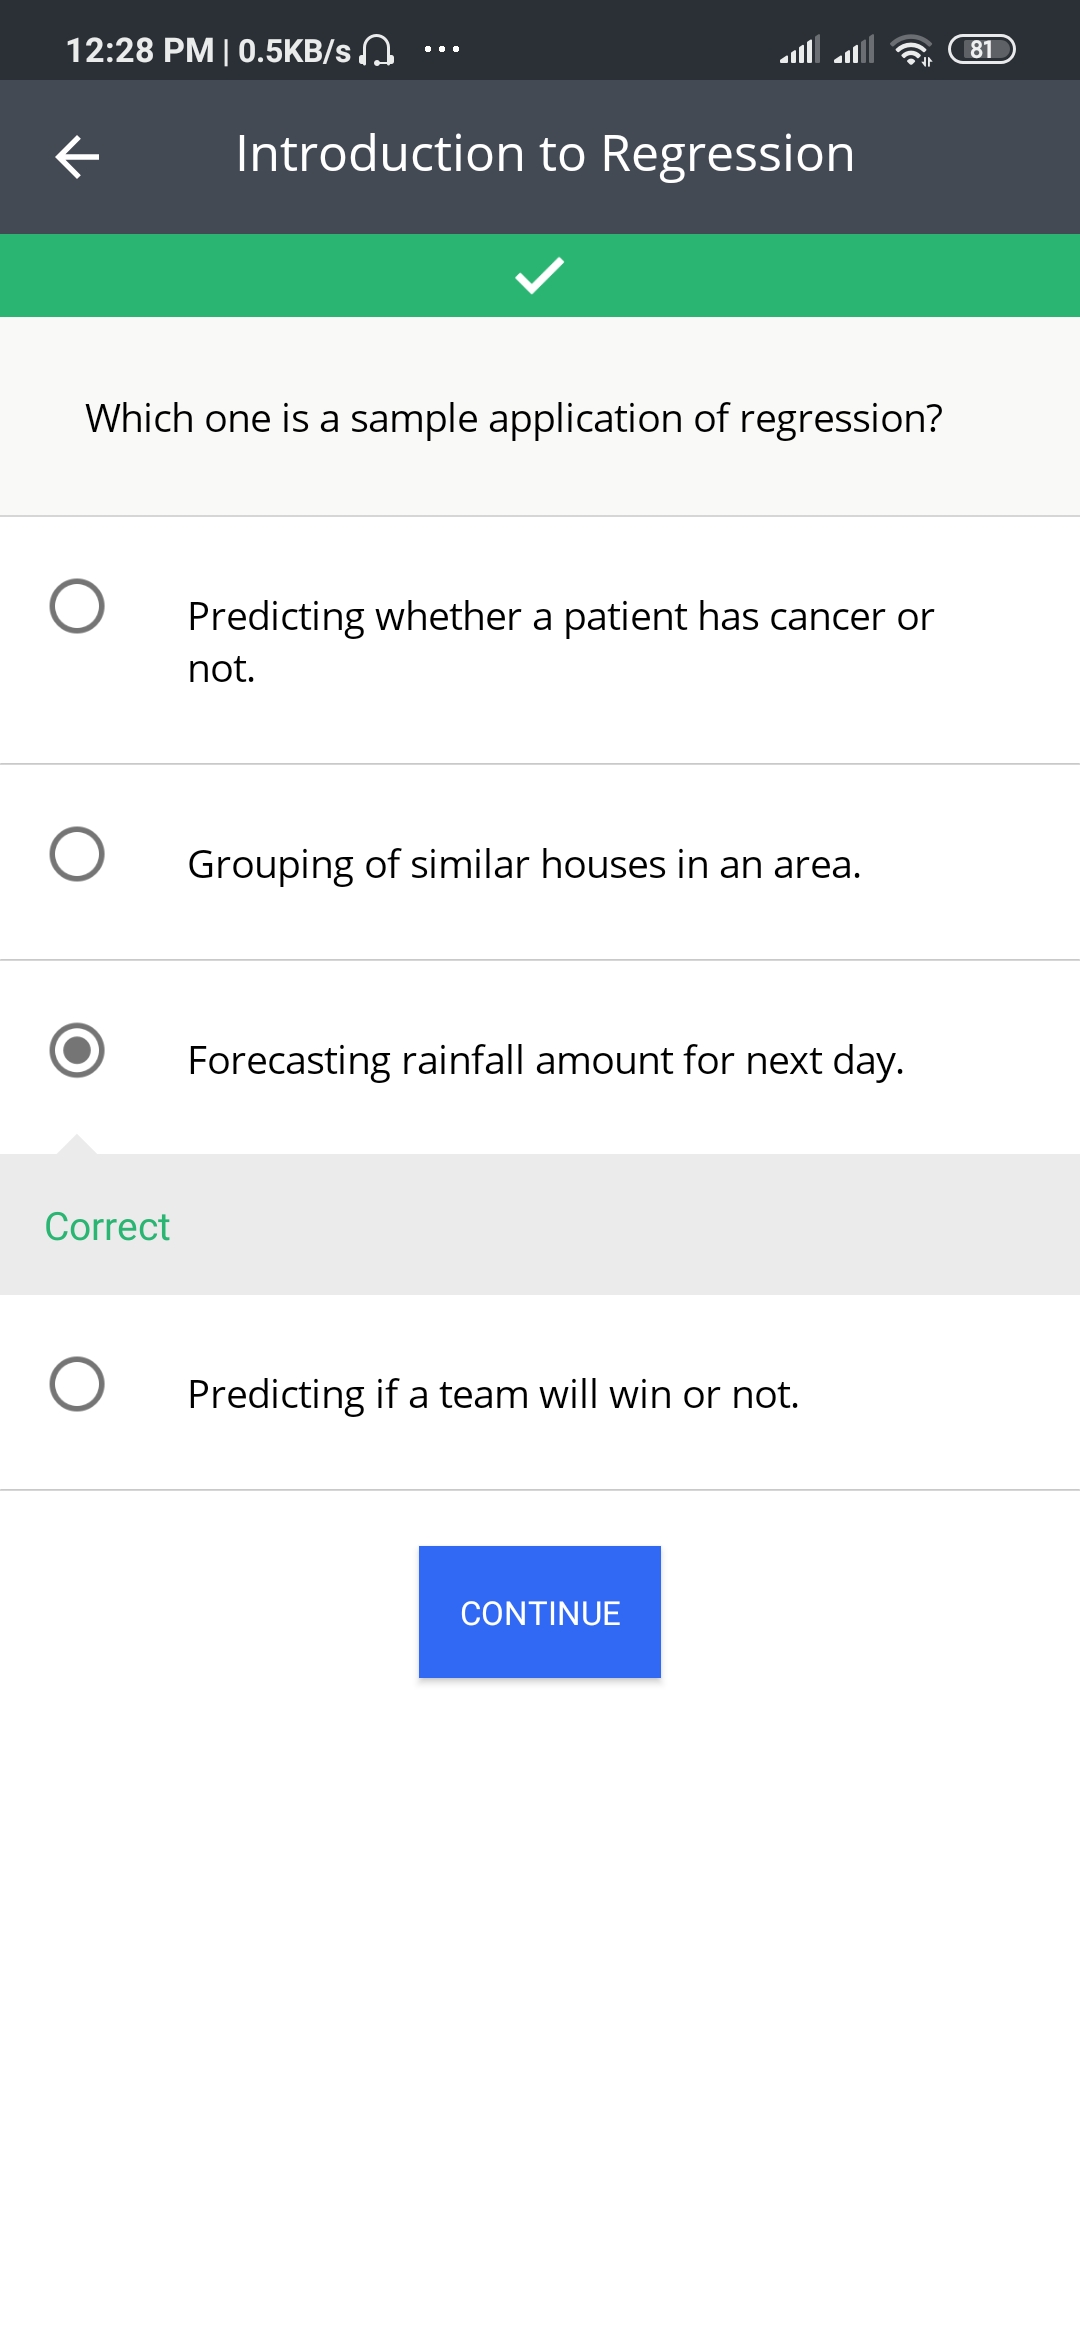 12:28 PM | 0.5KB/s ... 81
Introduction to Regression
Which one is a sample application of regression?
Predicting whether a patient has cancer or
not.
Grouping of similar houses in an area.
Forecasting rainfall amount for next day.
Correct
Predicting if a team will win or not.
CONTINUE